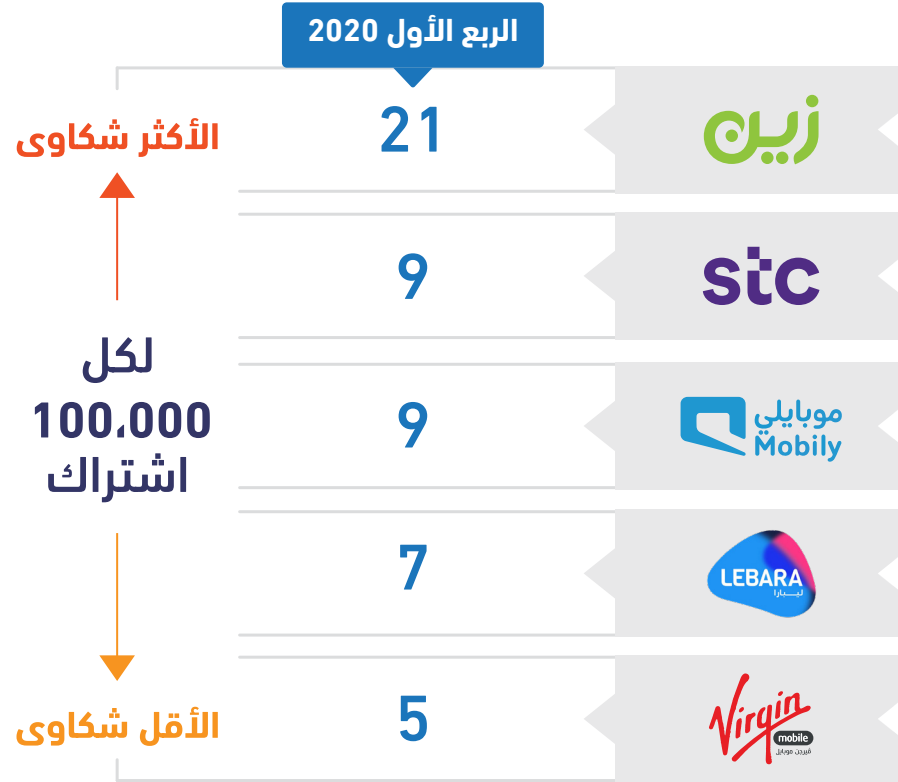 الربع الأول 2020
زين
21
الأكثر شكاوى
stc
9
لكل
100،000
اشتراك
موبايلي
Mobily
9
LEBARA
ليبارا
7
Virgin
mobile
ڤيرجن موبايل
5
الأقل شكاوى